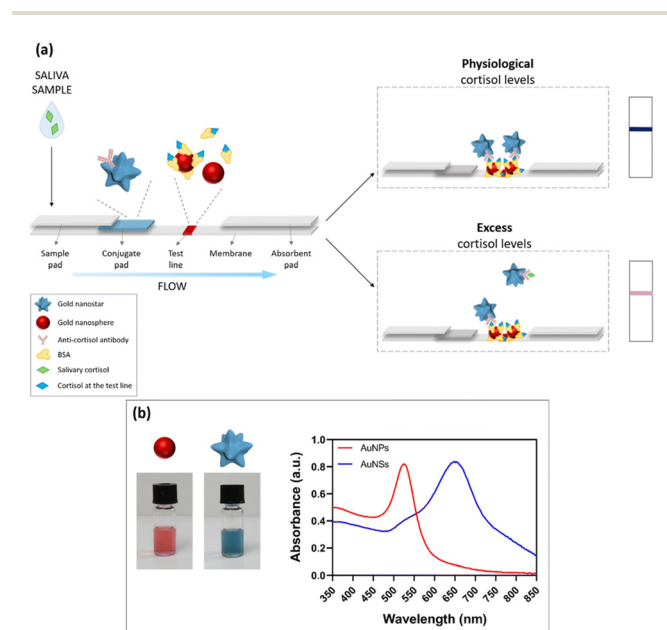 (a)
SALIVA
SAMPLE
Physiological
cortisol levels
Sample
pad
Conjugate
pad
Test
line
Membrane
Absorbent
pad
FLOW
Excess
cortisol levels
Gold nanostar
Gold nanosphere
Anti-cortisol antibody
BSA
Salivary cortisol
Cortisol at the test line
(b)
AuNPs
AuNSs
Absorbance (a.u.)
1.0
0.8
0.6
0.4
0.2
0.0
350
400
450
500
550
600
650
700
750
800
850
Wavelength (nm)